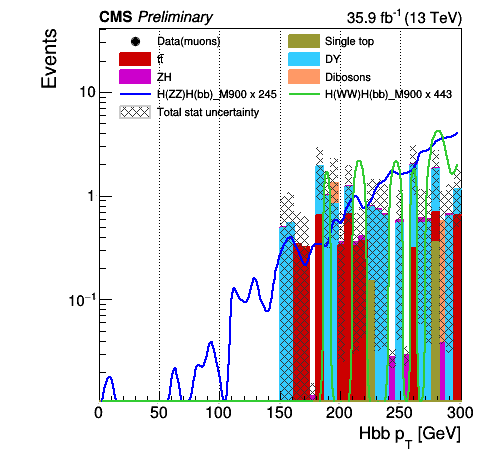 CMS Preliminary 35.9 fb⁻¹ (13 TeV)
Events
Data(muons) Single top
tt̄ DY
ZH Dibosons
H(ZZ)H(bb)_M900 x 245 H(WW)H(bb)_M900 x 443
Total stat uncertainty
10
1
10⁻¹
0 50 100 150 200 250 300
Hbb p_T [GeV]